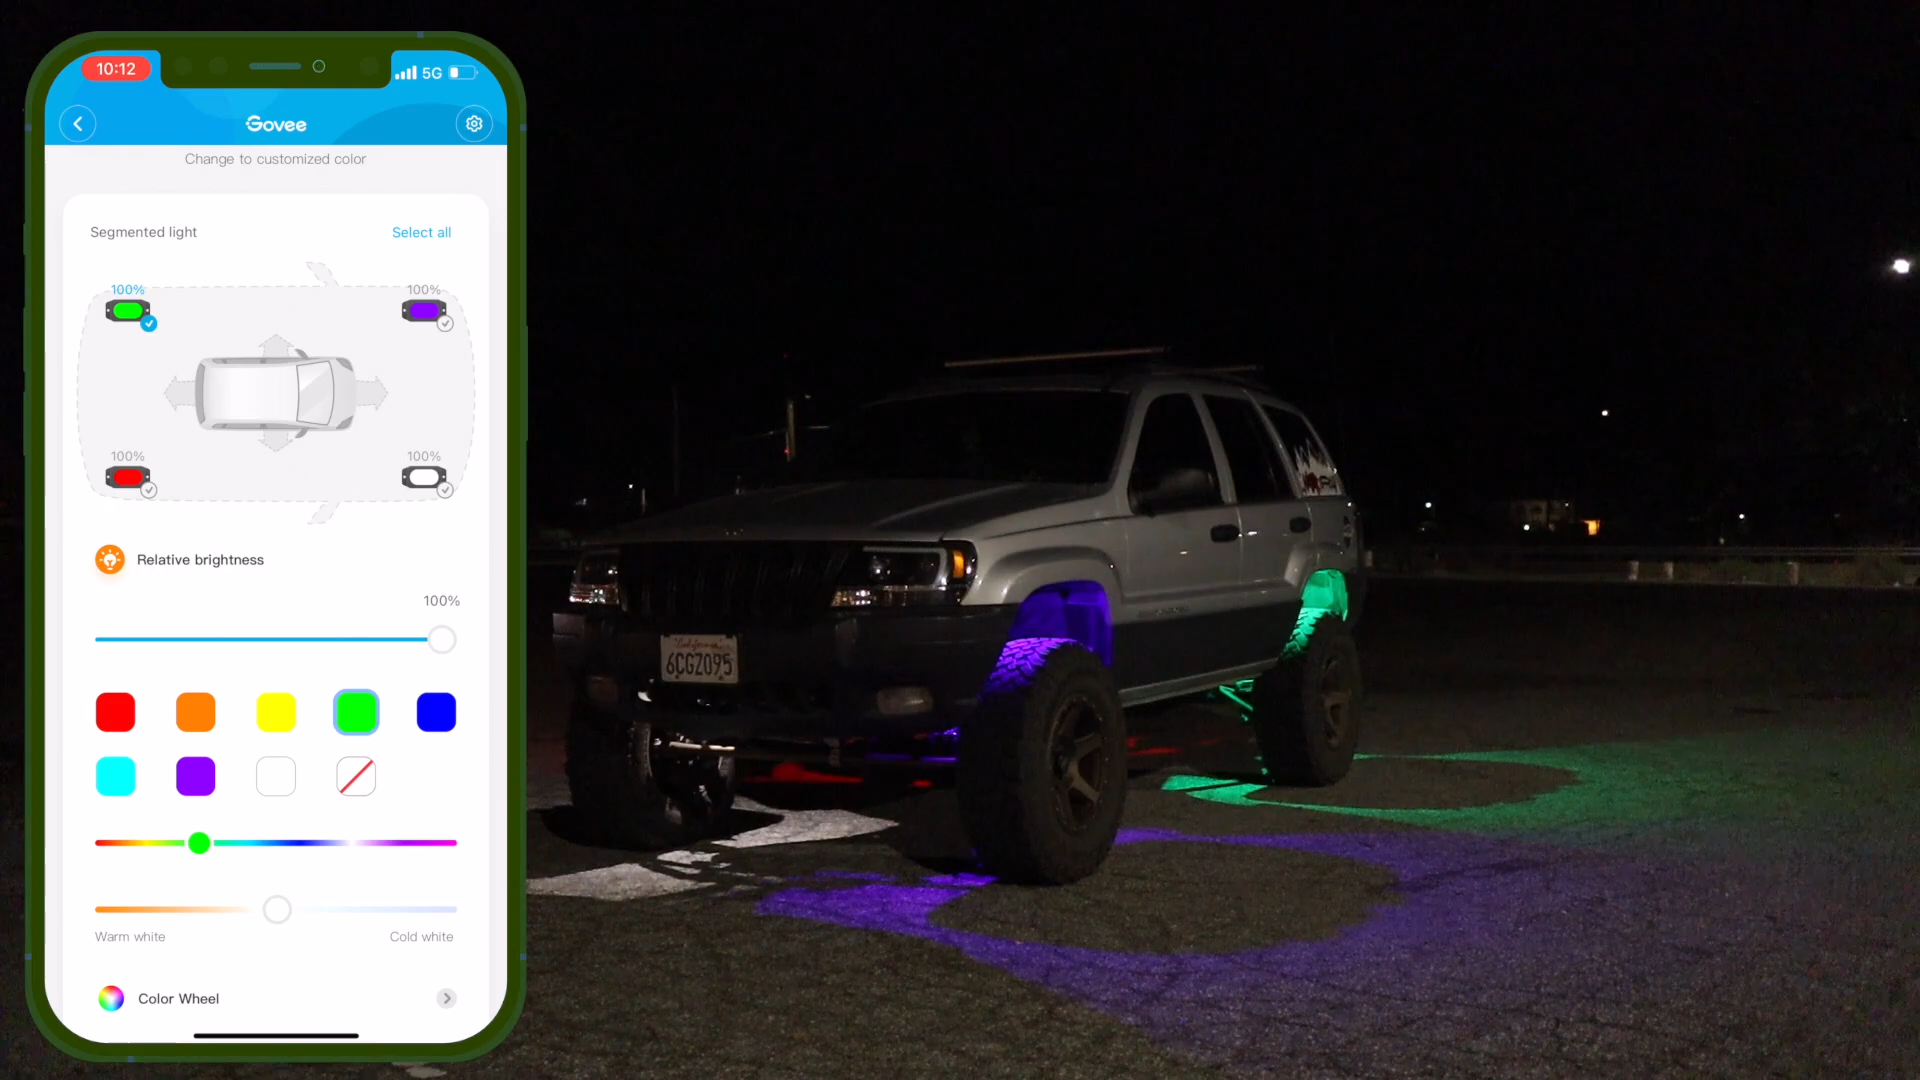 10:12
5G
Govee
Change to customized color
Segmented light
Select all
100%
100%
100%
100%
Relative brightness
100%
Warm white
Cold white
Color Wheel
California
6CGZ095